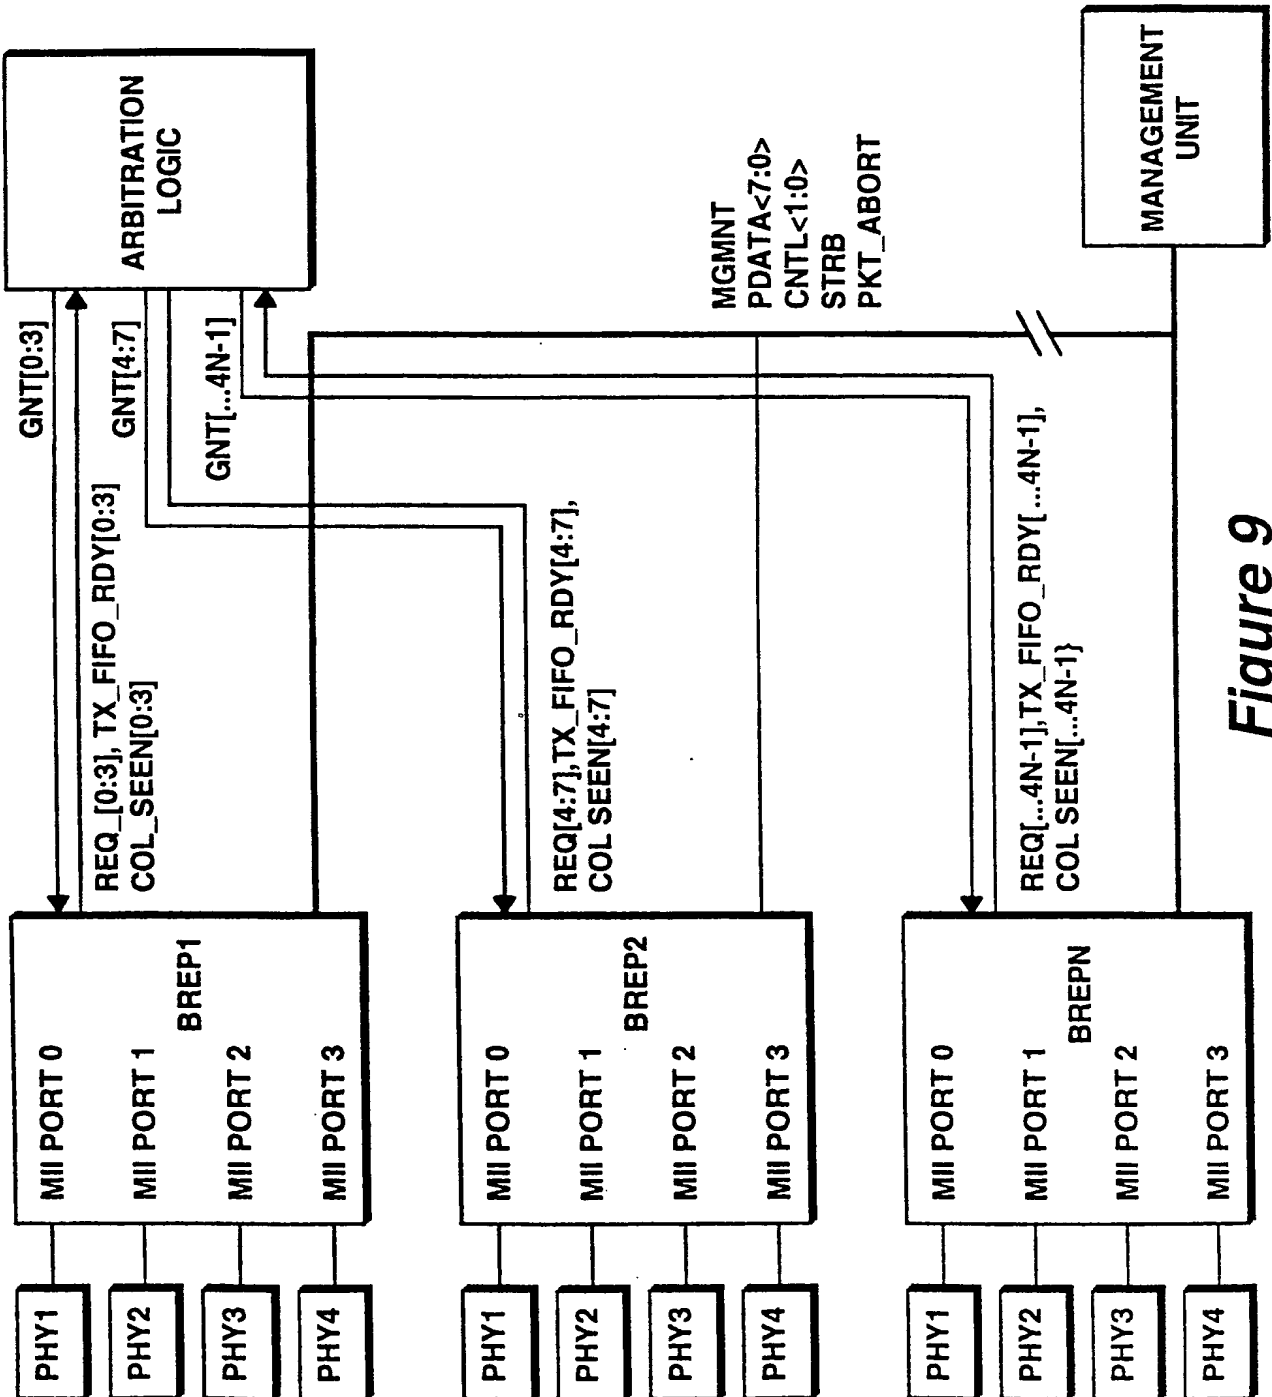 PHY1
PHY2
PHY3
PHY4
MII PORT 0
MII PORT 1
MII PORT 2
MII PORT 3
BREP1
GNT[0:3]
REQ_[0:3], TX_FIFO_RDY[0:3]
COL_SEEN[0:3]
GNT[4:7]
GNT[...4N-1]
ARBITRATION
LOGIC
PHY1
PHY2
PHY3
PHY4
MII PORT 0
MII PORT 1
MII PORT 2
MII PORT 3
BREP2
REQ[4:7],TX_FIFO_RDY[4:7],
COL SEEN[4:7]
MGMNT
PDATA<7:0>
CNTL<1:0>
STRB
PKT_ABORT
PHY1
PHY2
PHY3
PHY4
MII PORT 0
MII PORT 1
MII PORT 2
MII PORT 3
BREPN
REQ[...4N-1],TX_FIFO_RDY[...4N-1],
COL SEEN[...4N-1}
MANAGEMENT
UNIT
Figure 9